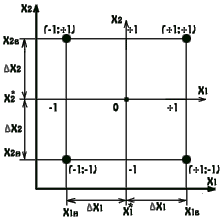 X2
X2
(-1;+1)
+1
(+1;+1)
X2в
ΔX2
X1
X2*
-1
0
+1
ΔX2
X2н
(-1;-1)
-1
(+1;-1)
X1
ΔX1
ΔX1
X1н
X1*
X1в